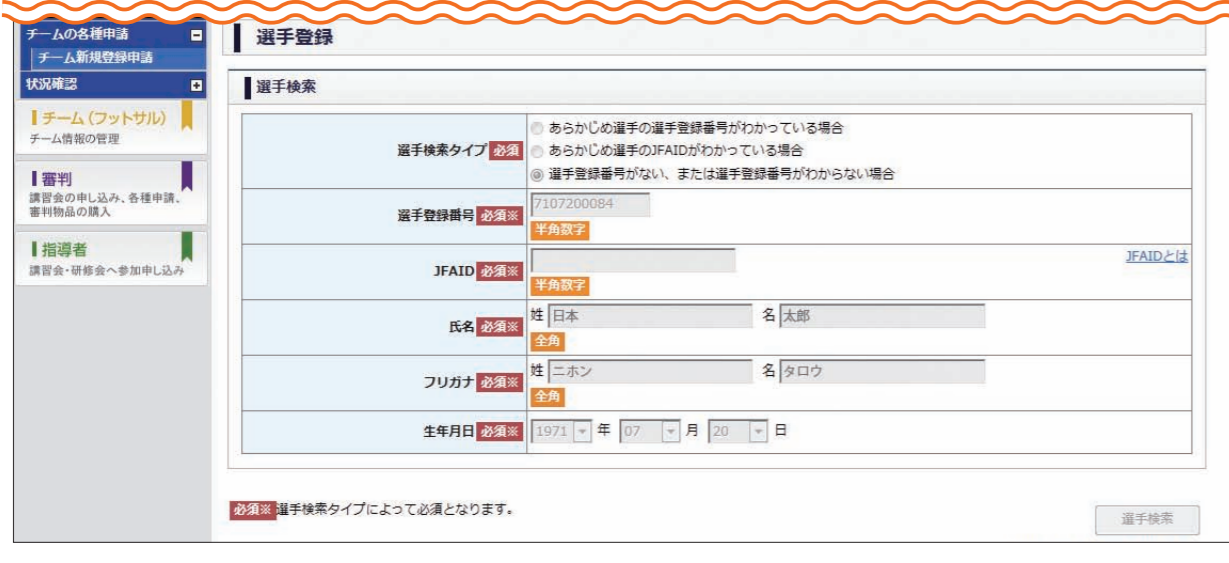 チームの各種申請
チーム新規登録申請
状況確認
チーム(フットサル)
チーム情報の管理
審判
講習会の申し込み、各種申請、
審判物品の購入
指導者
講習会・研修会へ参加申し込み
選手登録
選手検索
選手検索タイプ 必須
あらかじめ選手の選手登録番号がわかっている場合
あらかじめ選手のJFAIDがわかっている場合
選手登録番号がない、または選手登録番号がわからない場合
選手登録番号 必須※
7107200084
半角数字
JFAID 必須※
半角数字
JFAIDとは
氏名 必須※
姓 日本 名 太郎
全角
フリガナ 必須※
姓 ニホン 名 タロウ
全角
生年月日 必須※ 1971 年 07 月 20 日
必須※ 選手検索タイプによって必須となります。
選手検索